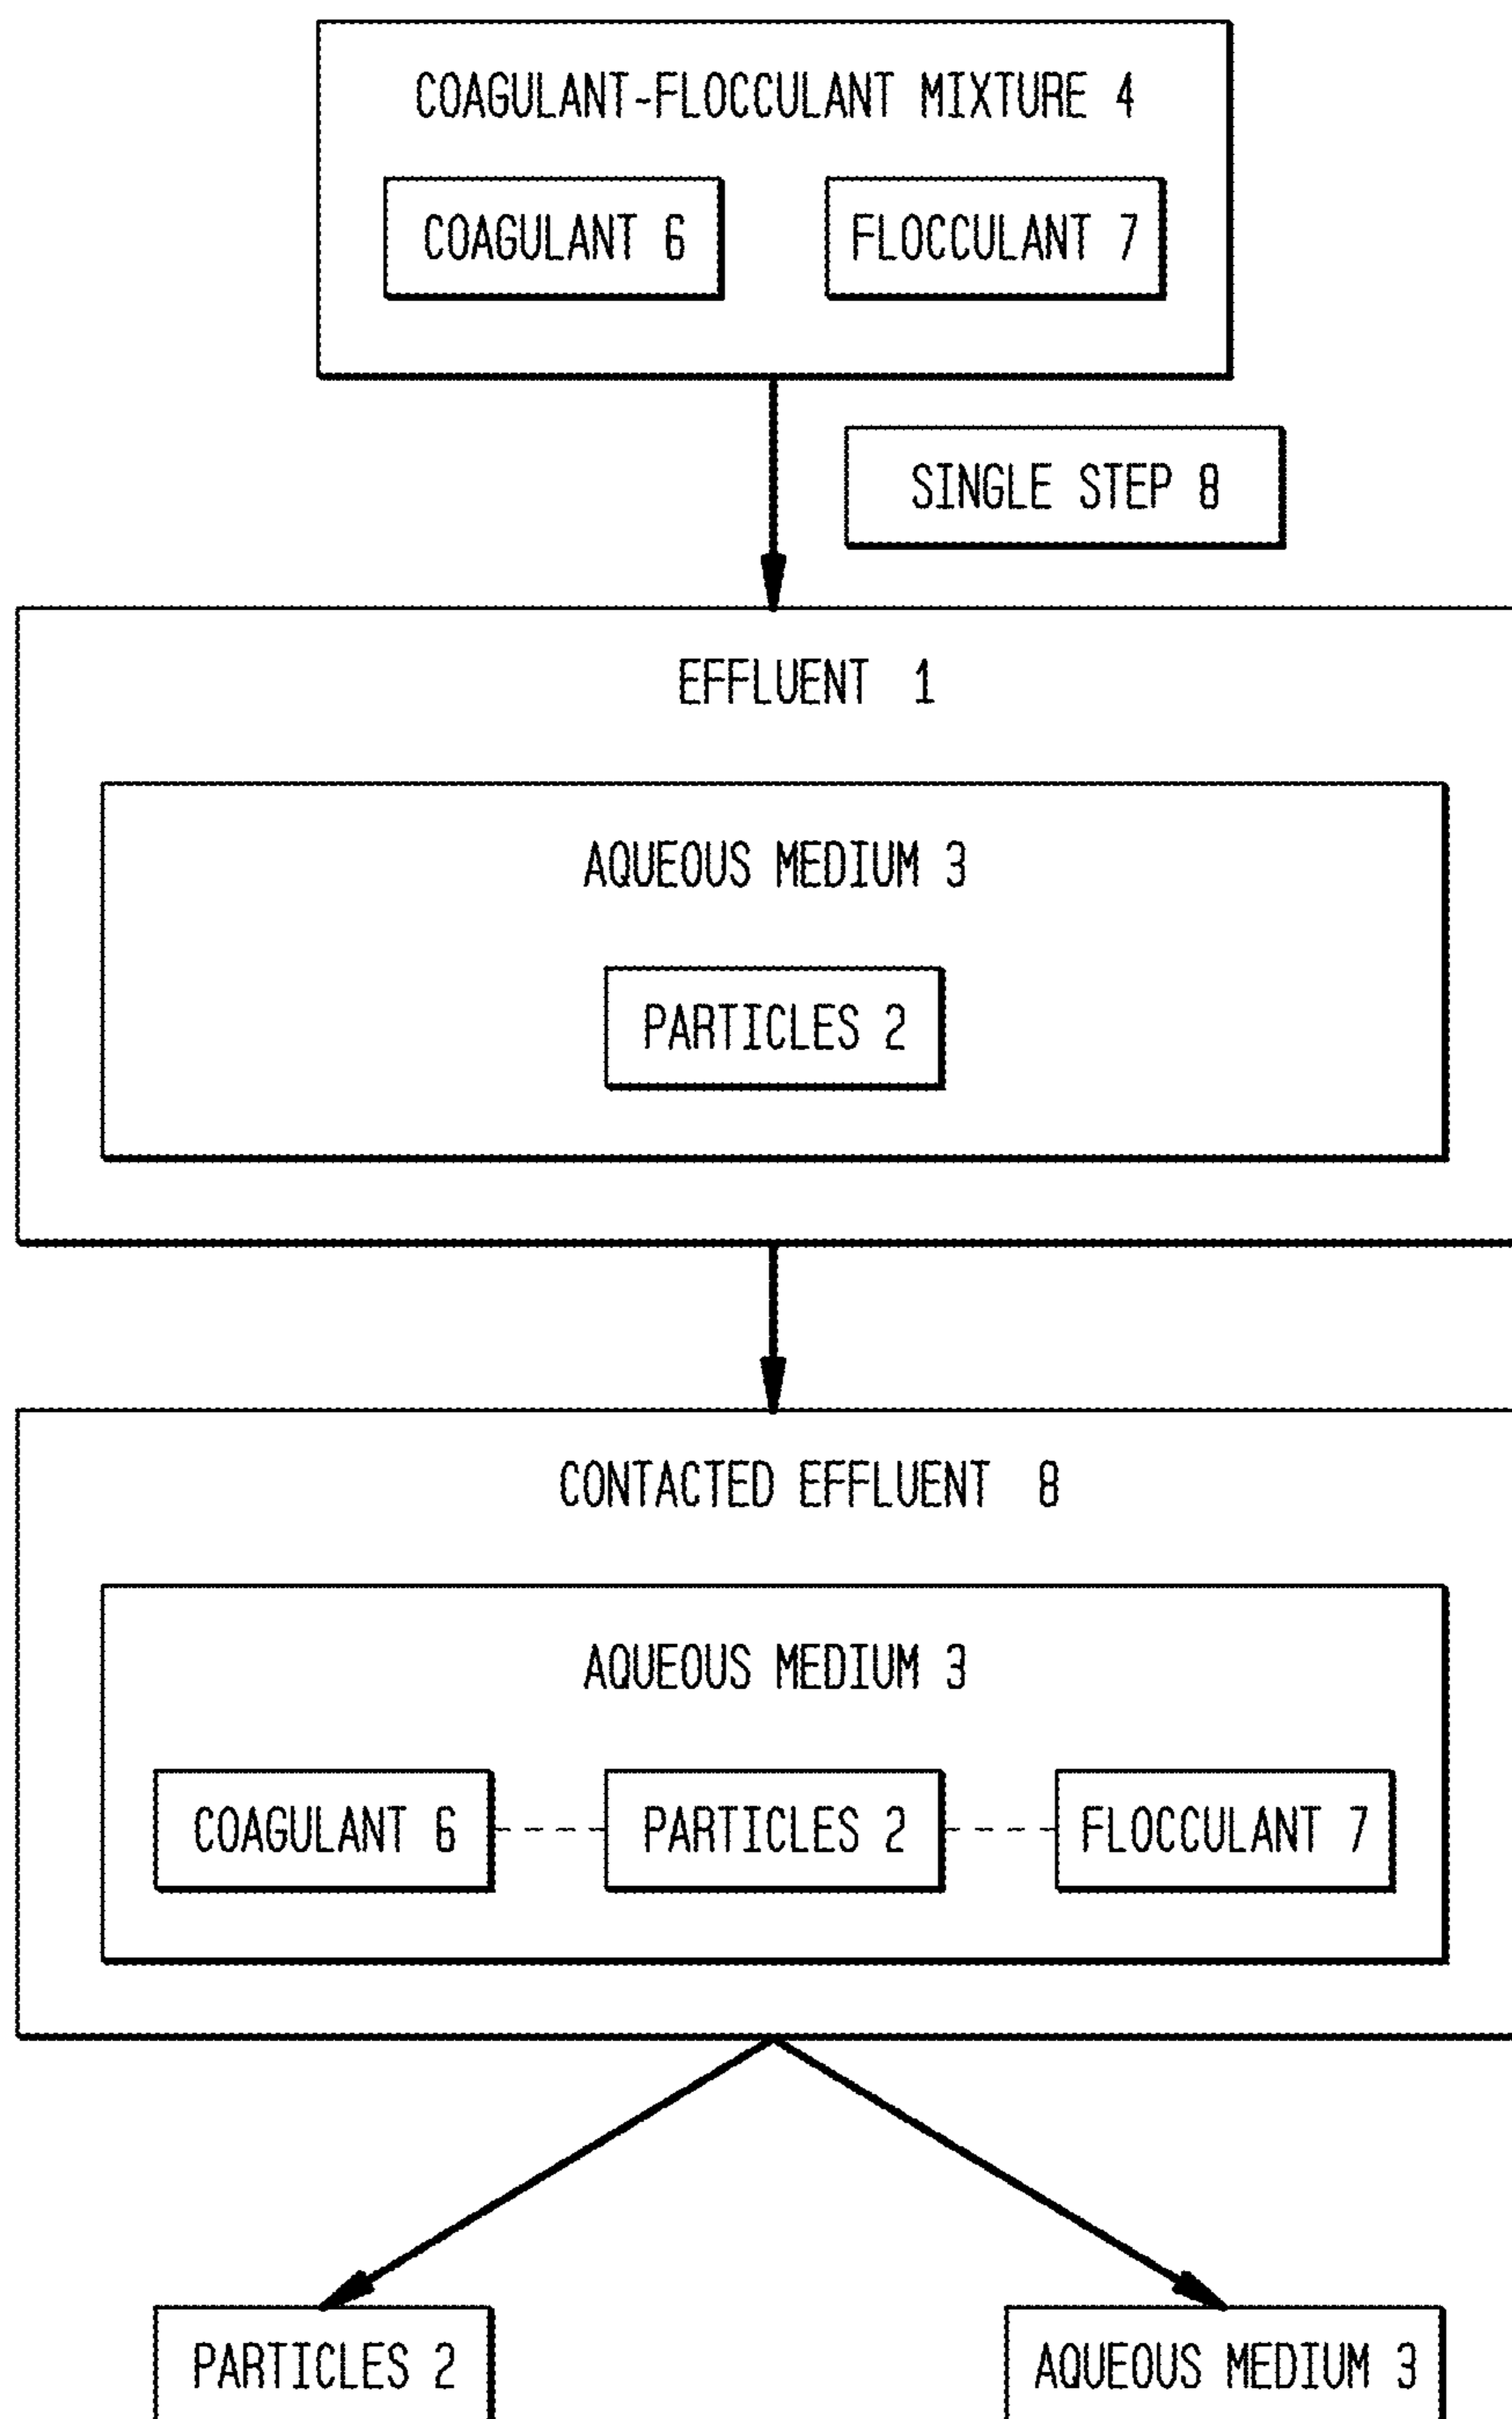 COAGULANT-FLOCCULANT MIXTURE 4
COAGULANT 6 FLOCCULANT 7
SINGLE STEP 8
EFFLUENT 1
AQUEOUS MEDIUM 3
PARTICLES 2
CONTACTED EFFLUENT 8
AQUEOUS MEDIUM 3
COAGULANT 6 PARTICLES 2 FLOCCULANT 7
PARTICLES 2 AQUEOUS MEDIUM 3